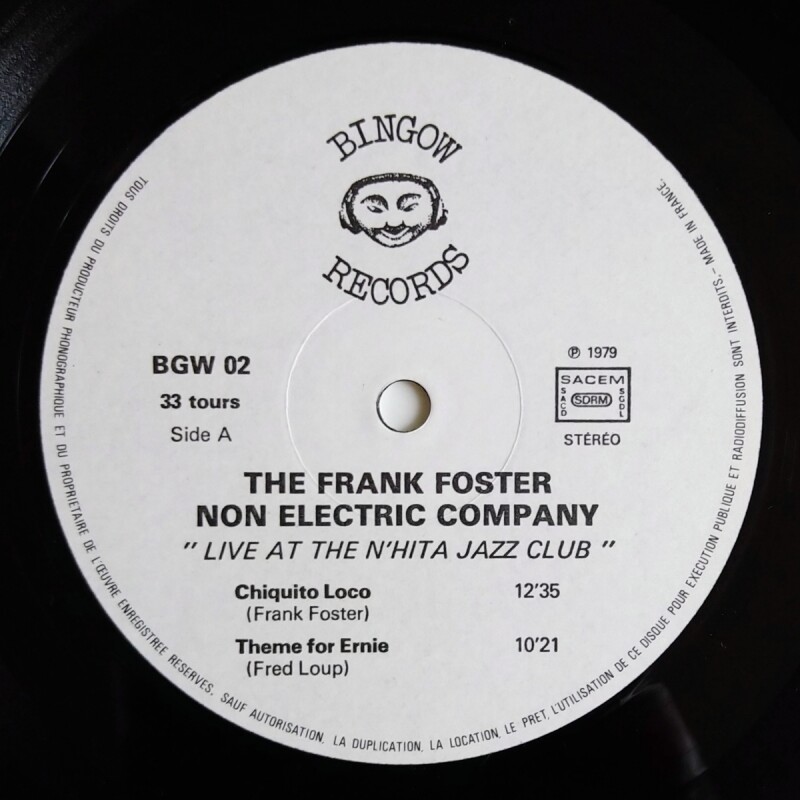 BINGOW
RECORDS
BGW 02
33 tours
Side A
℗ 1979
SACEM
SACD
SDRM
SGDL
STÉRÉO
THE FRANK FOSTER
NON ELECTRIC COMPANY
" LIVE AT THE N'HITA JAZZ CLUB "
Chiquito Loco 12'35
(Frank Foster)
Theme for Ernie 10'21
(Fred Loup)
TOUS DROITS DU PRODUCTEUR PHONOGRAPHIQUE ET DU PROPRIETAIRE DE L'ŒUVRE ENREGISTREE RESERVES, SAUF AUTORISATION, LA DUPLICATION, LA LOCATION, LE PRET, L'UTILISATION DE CE DISQUE POUR EXECUTION PUBLIQUE ET RADIODIFFUSION SONT INTERDITS. - MADE IN FRANCE.